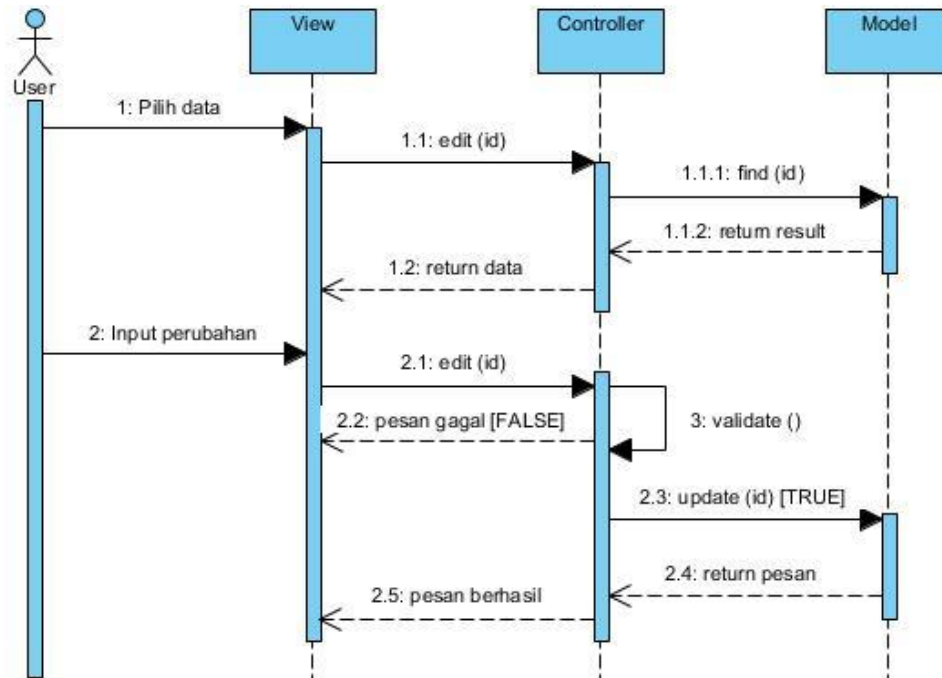 View
Controller
Model
User
1: Pilih data
1.1: edit (id)
1.1.1: find (id)
1.1.2: return result
1.2: return data
2: Input perubahan
2.1: edit (id)
2.2: pesan gagal [FALSE]
3: validate ()
2.3: update (id) [TRUE]
2.4: return pesan
2.5: pesan berhasil